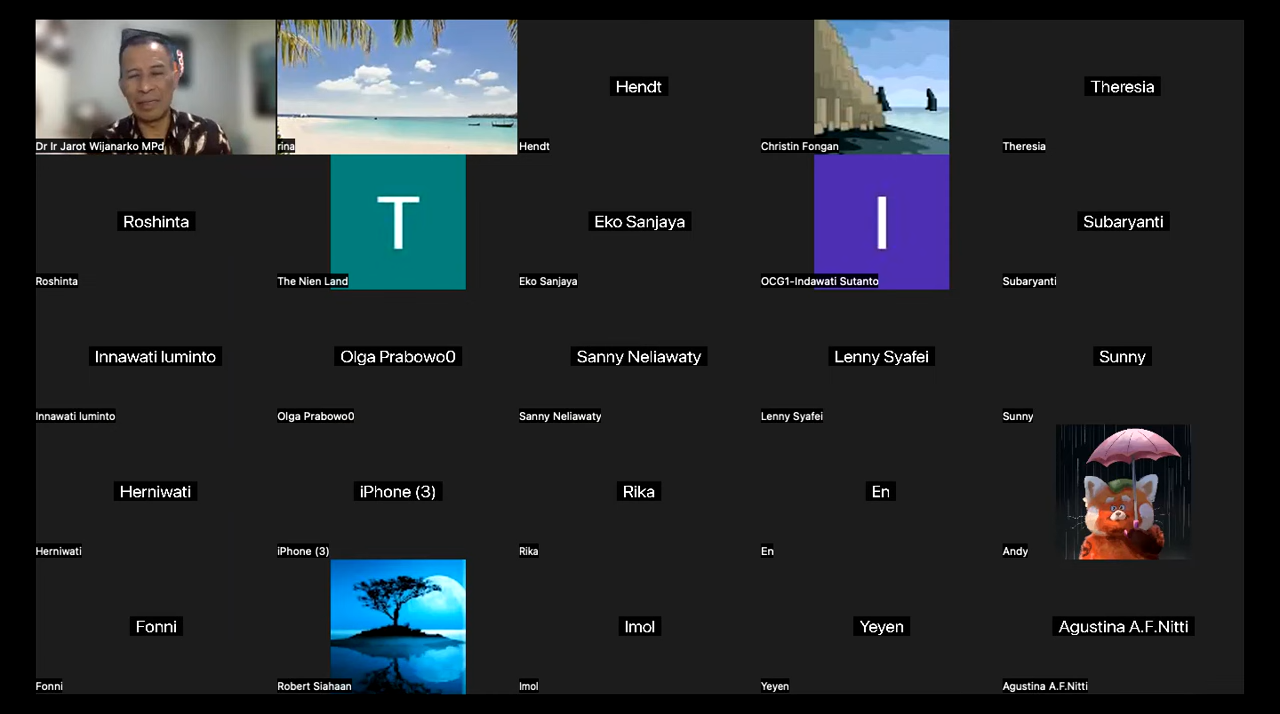 Dr Ir Jarot Wijanarko MPd
rina
Hendt
Hendt
Christin Fongan
Theresia
Theresia
Roshinta
Roshinta
T
The Nien Land
Eko Sanjaya
Eko Sanjaya
I
OCG1-Indawati Sutanto
Subaryanti
Subaryanti
Innawati luminto
Innawati luminto
Olga Prabowo0
Olga Prabowo0
Sanny Neliawaty
Sanny Neliawaty
Lenny Syafei
Lenny Syafei
Sunny
Sunny
Herniwati
Herniwati
iPhone (3)
iPhone (3)
Rika
Rika
En
En
Andy
Fonni
Fonni
Robert Siahaan
Imol
Imol
Yeyen
Yeyen
Agustina A.F.Nitti
Agustina A.F.Nitti